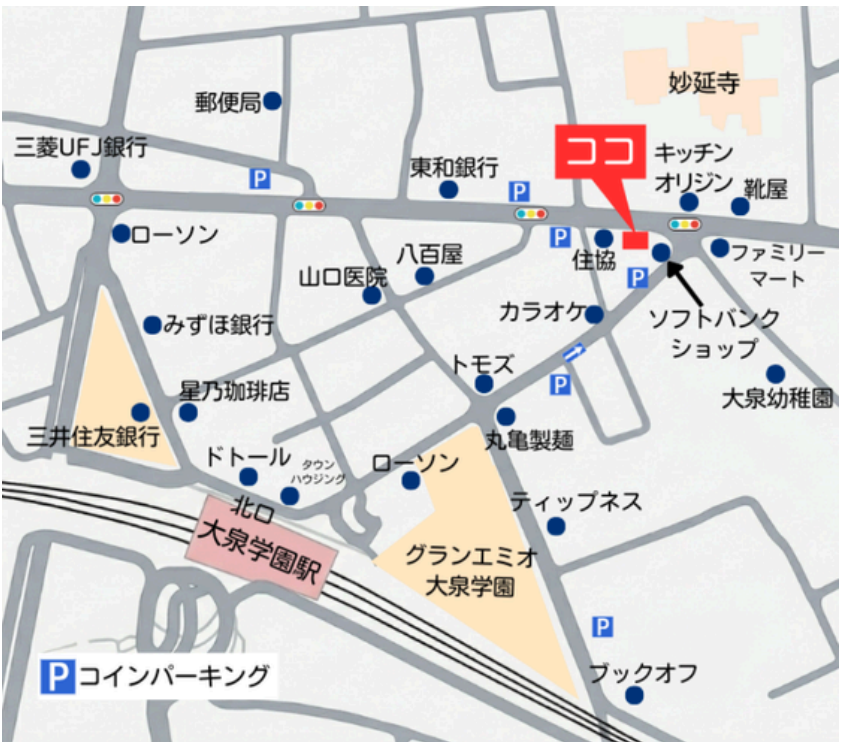 妙延寺
郵便局
三菱UFJ銀行
P
東和銀行
P
ココ
キッチン
オリジン
靴屋
ローソン
P
住協
ファミリー
マート
八百屋
山口医院
P
カラオケ
ソフトバンク
ショップ
みずほ銀行
トモズ
P
大泉幼稚園
星乃珈琲店
三井住友銀行
丸亀製麺
ドトール
タウン
ハウジング
ローソン
ティップネス
北口
大泉学園駅
グランエミオ
大泉学園
P
P コインパーキング
ブックオフ